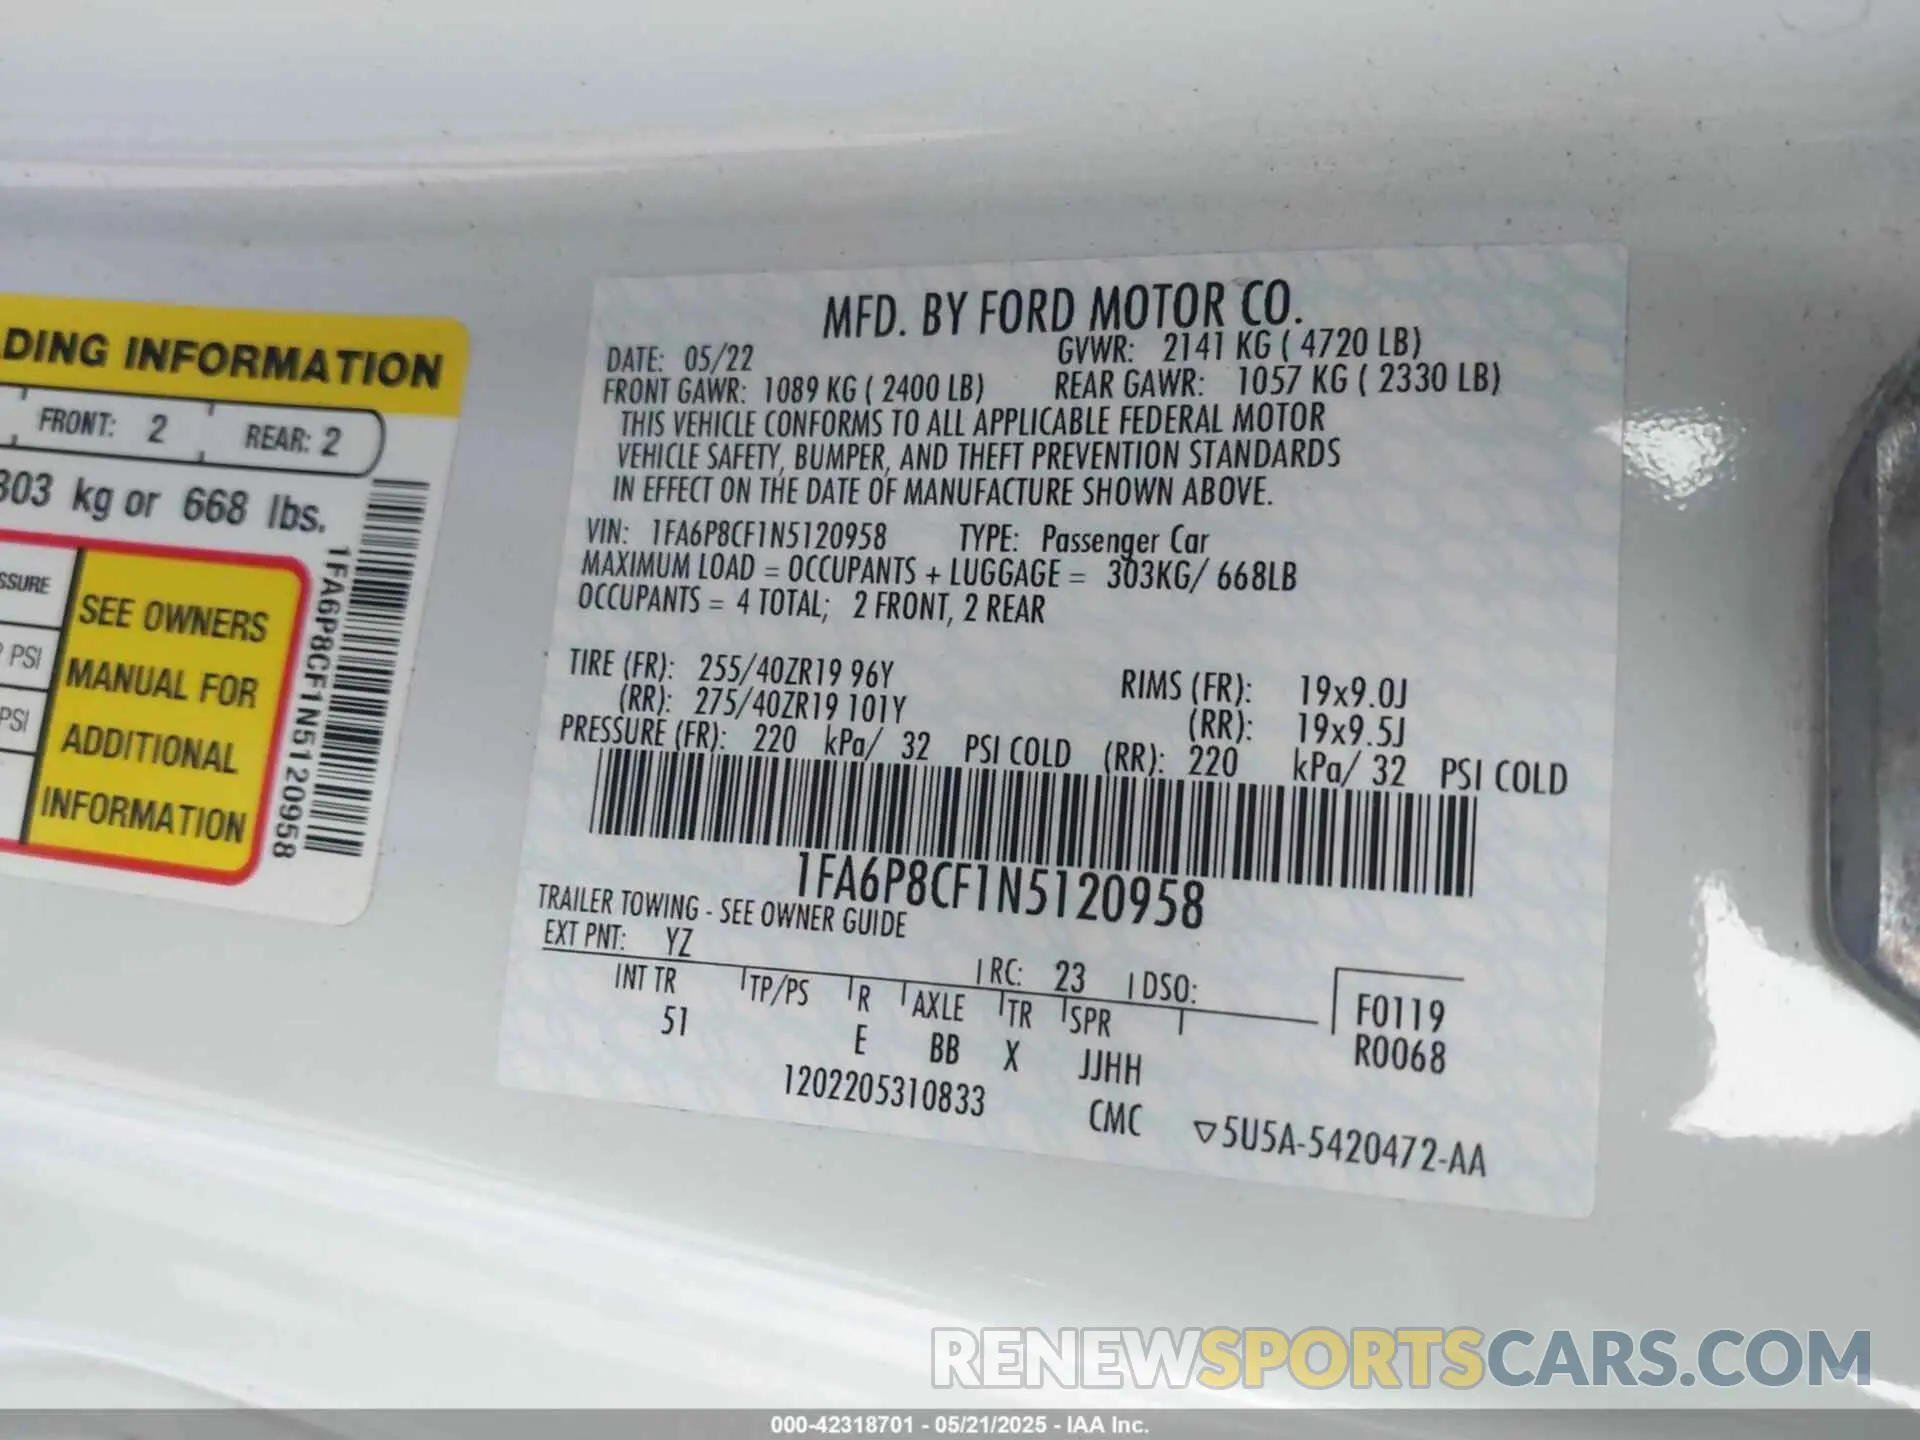 DING INFORMATION
FRONT: 2 REAR: 2
303 kg or 668 lbs.
SSURE
PSI
PSI
SEE OWNERS
MANUAL FOR
ADDITIONAL
INFORMATION
1FA6P8CF1N5120958
MFD. BY FORD MOTOR CO.
DATE: 05/22 GVWR: 2141 KG ( 4720 LB)
FRONT GAWR: 1089 KG ( 2400 LB) REAR GAWR: 1057 KG ( 2330 LB)
THIS VEHICLE CONFORMS TO ALL APPLICABLE FEDERAL MOTOR
VEHICLE SAFETY, BUMPER, AND THEFT PREVENTION STANDARDS
IN EFFECT ON THE DATE OF MANUFACTURE SHOWN ABOVE.
VIN: 1FA6P8CF1N5120958 TYPE: Passenger Car
MAXIMUM LOAD = OCCUPANTS + LUGGAGE = 303KG/ 668LB
OCCUPANTS = 4 TOTAL; 2 FRONT, 2 REAR
TIRE (FR): 255/40ZR19 96Y RIMS (FR): 19x9.0J
(RR): 275/40ZR19 101Y (RR): 19x9.5J
PRESSURE (FR): 220 kPa/ 32 PSI COLD (RR): 220 kPa/ 32 PSI COLD
1FA6P8CF1N5120958
TRAILER TOWING - SEE OWNER GUIDE
EXT PNT: YZ RC: 23 DSO:
INT TR TP/PS R AXLE TR SPR F0119
51 E BB X JJHH R0068
1202205310833 CMC ▽5U5A-5420472-AA
RENEWSPORTSCARS.COM
000-42318701 - 05/21/2025 - IAA Inc.